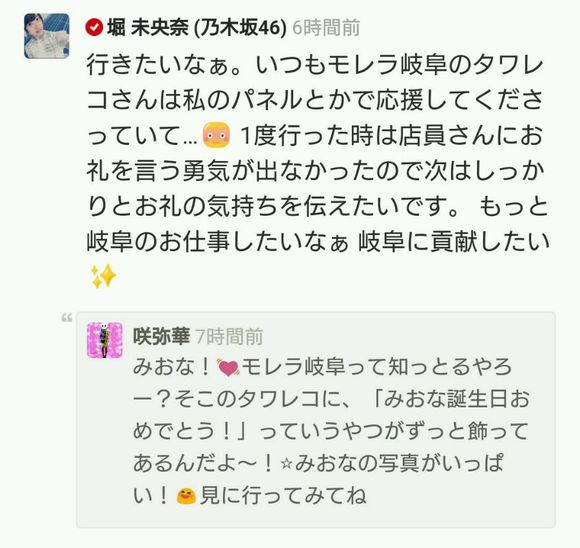 堀 未央奈 (乃木坂46) 6時間前
行きたいなぁ。いつもモレラ岐阜のタワレ
コさんは私のパネルとかで応援してくださ
っていて...😳 1度行った時は店員さんにお
礼を言う勇気が出なかったので次はしっか
りとお礼の気持ちを伝えたいです。 もっと
岐阜のお仕事したいなぁ 岐阜に貢献したい
✨
咲弥華 7時間前
みおな！💓モレラ岐阜って知っとるやろ
ー？そこのタワレコに、「みおな誕生日お
めでとう！」っていうやつがずっと飾って
あるんだよ〜！⭐みおなの写真がいっぱ
い！😆見に行ってみてね